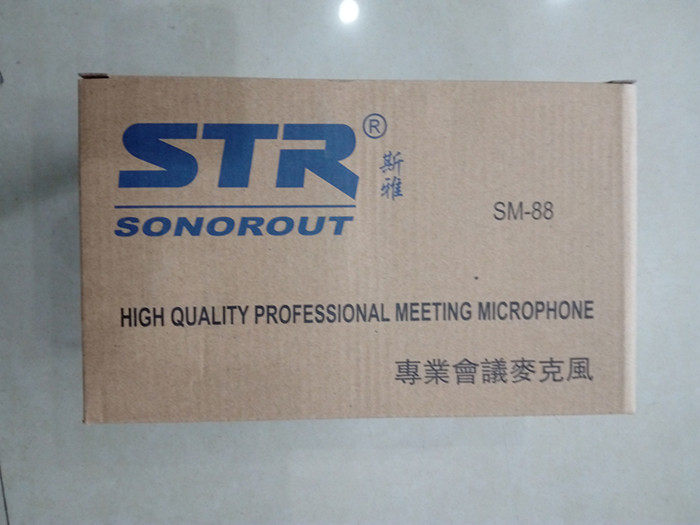 STR®
斯雅
SONOROUT
SM-88
HIGH QUALITY PROFESSIONAL MEETING MICROPHONE
專業會議麥克風